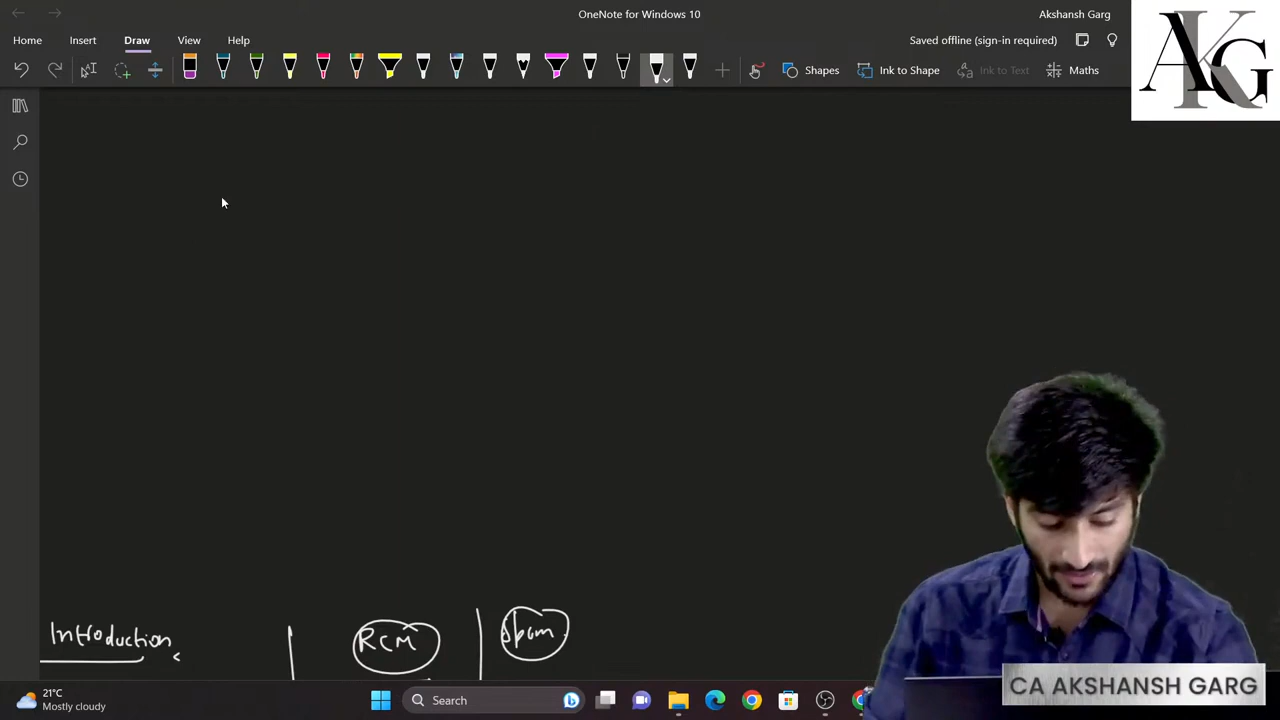 OneNote for Windows 10
Akshansh Garg
Home Insert Draw View Help
Saved offline (sign-in required)
Shapes Ink to Shape Ink to Text Maths
AKG
Introduction
RCM
21°C
Mostly cloudy
Search
CA AKSHANSH GARG